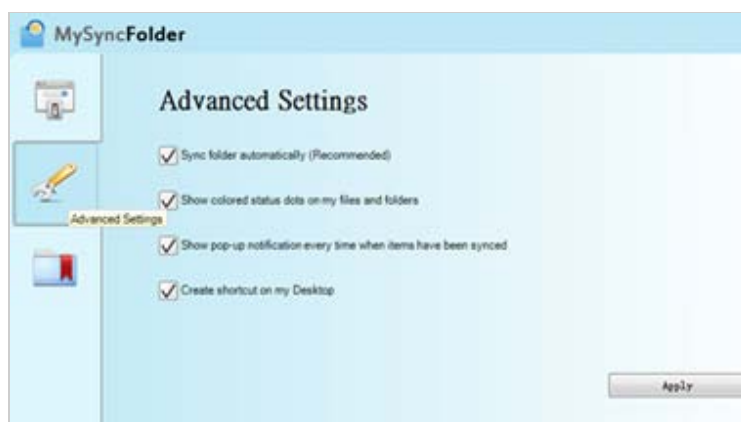 MySyncFolder
Advanced Settings
Sync folder automatically (Recommended)
Show colored status dots on my files and folders
Advanced Settings
Show pop-up notification every time when items have been synced
Create shortcut on my Desktop
Apply